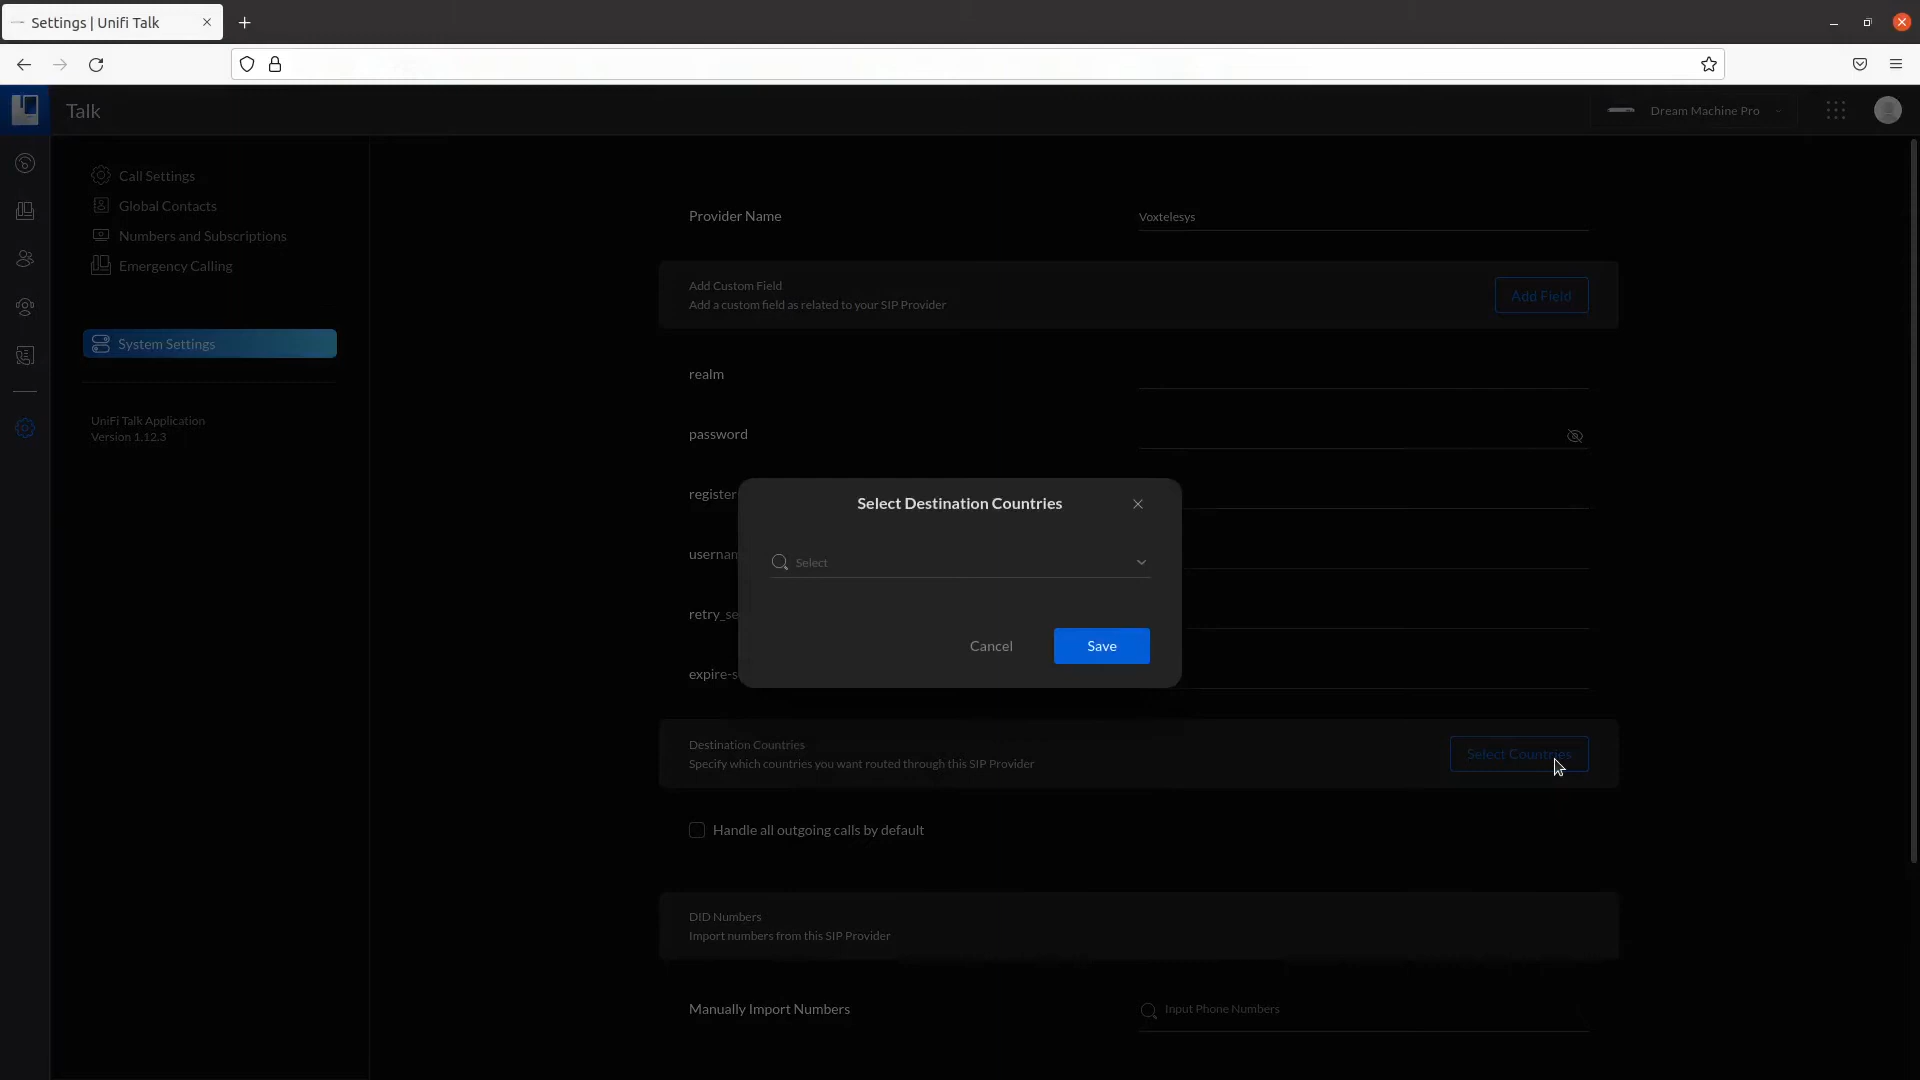 Settings | Unifi Talk
Talk
Dream Machine Pro
Call Settings
Global Contacts
Numbers and Subscriptions
Emergency Calling
System Settings
UniFi Talk Application
Version 1.12.3
Provider Name
Voxtelesys
Add Custom Field
Add a custom field as related to your SIP Provider
Add Field
realm
password
register
Select Destination Countries
Select
Cancel
Save
Destination Countries
Specify which countries you want routed through this SIP Provider
Select Countries
Handle all outgoing calls by default
DID Numbers
Import numbers from this SIP Provider
Manually Import Numbers
Input Phone Numbers